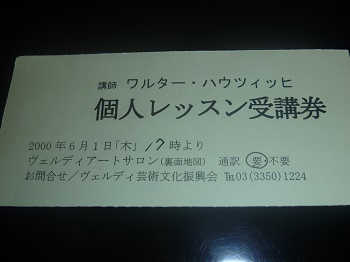 講師 ワルター・ハウツィッヒ
個人レッスン受講券
2000年6月1日「木」17時より
ヴェルディアートサロン(裏面地図) 通訳 要・不要
お問合せ/ヴェルディ芸術文化振興会 ℡03(3350)1224